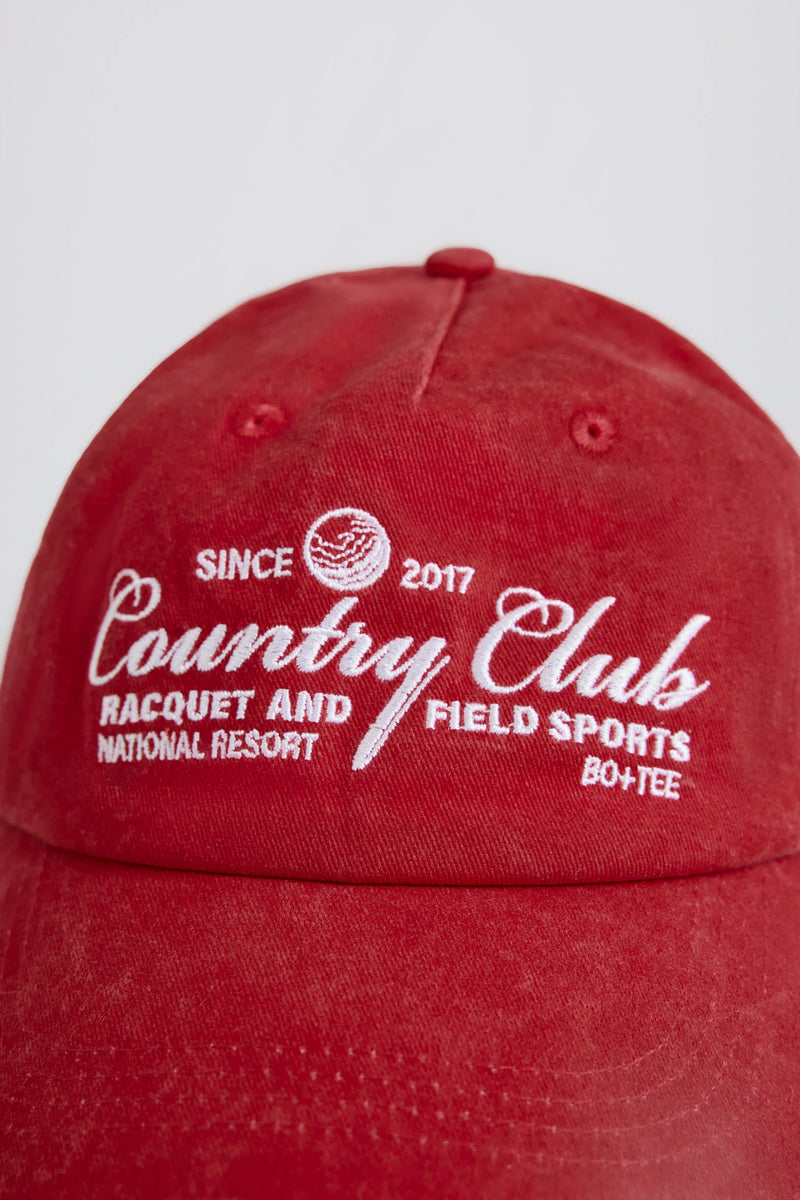 SINCE 2017
Country Club
RACQUET AND FIELD SPORTS
NATIONAL RESORT
BO+TEE